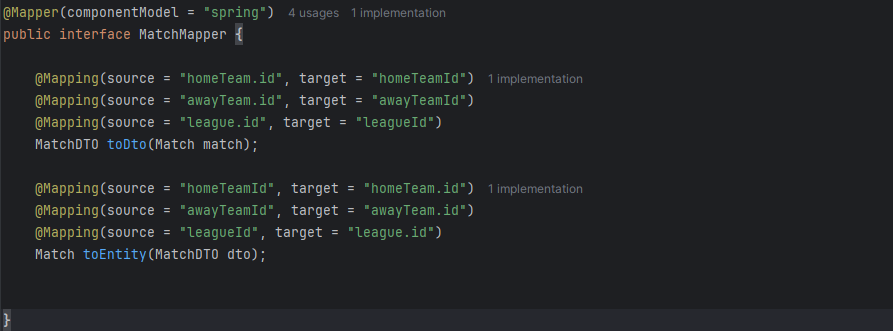 @Mapper(componentModel = "spring")  4 usages  1 implementation
public interface MatchMapper {
@Mapping(source = "homeTeam.id", target = "homeTeamId")  1 implementation
@Mapping(source = "awayTeam.id", target = "awayTeamId")
@Mapping(source = "league.id", target = "leagueId")
MatchDTO toDto(Match match);
@Mapping(source = "homeTeamId", target = "homeTeam.id")  1 implementation
@Mapping(source = "awayTeamId", target = "awayTeam.id")
@Mapping(source = "leagueId", target = "league.id")
Match toEntity(MatchDTO dto);
}